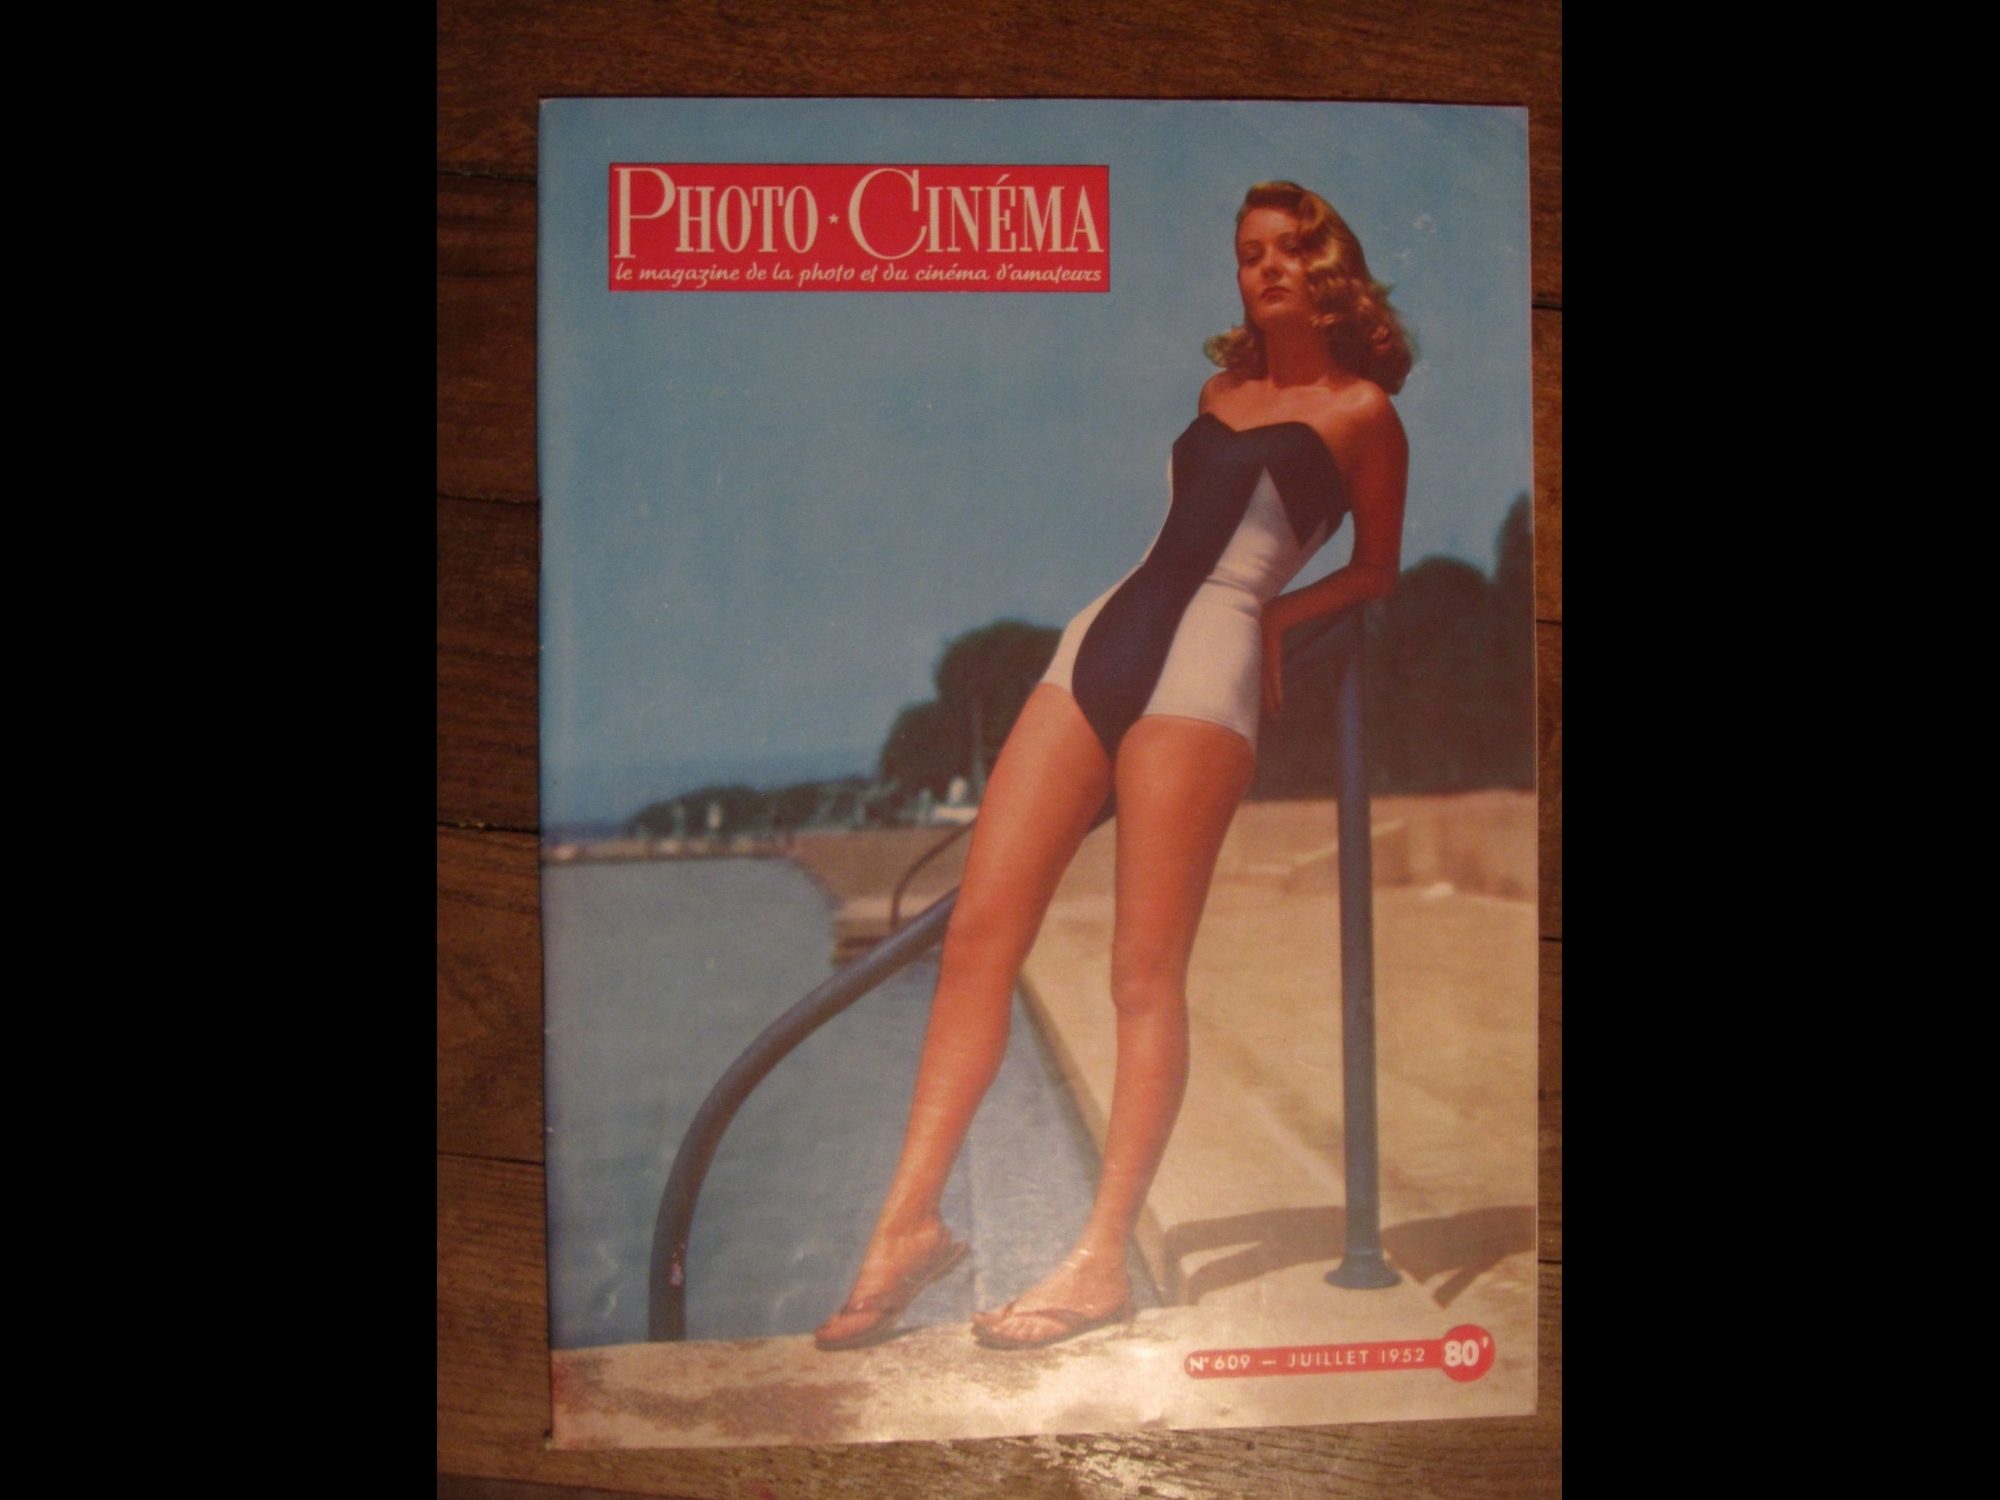 PHOTO ★ CINÉMA
le magazine de la photo et du cinéma d'amateurs
N° 609 — JUILLET 1952 80F